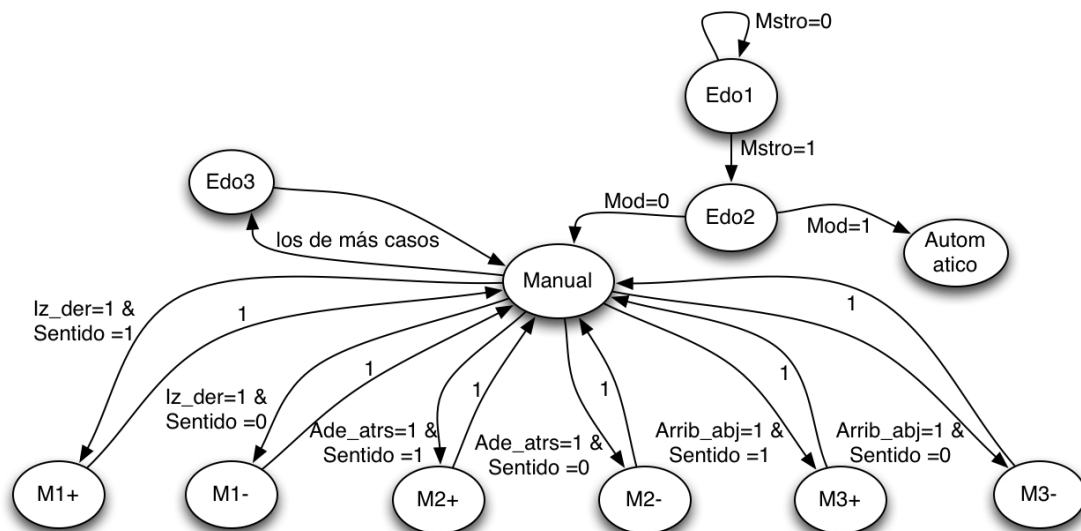 Mstro=0
Edo1
Mstro=1
Edo3
Mod=0
Edo2
Mod=1
Autom
atico
los de más casos
Manual
Iz_der=1 &
Sentido =1
1
1
Iz_der=1 &
Sentido =0
1
1
1
1
Ade_atrs=1 &
Sentido =1
Ade_atrs=1 &
Sentido =0
Arrib_abj=1 &
Sentido =1
Arrib_abj=1 &
Sentido =0
M1+
M1-
M2+
M2-
M3+
M3-